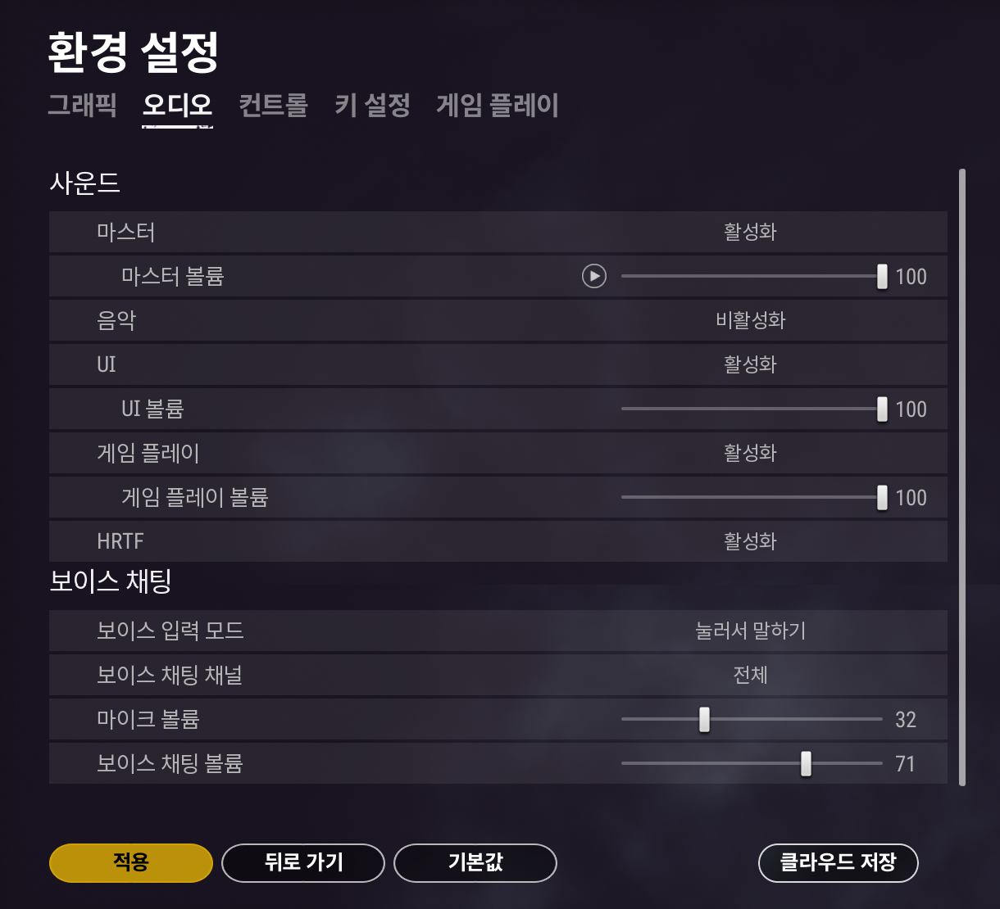 환경 설정
그래픽 오디오 컨트롤 키 설정 게임 플레이
사운드
마스터 활성화
마스터 볼륨 100
음악 비활성화
UI 활성화
UI 볼륨 100
게임 플레이 활성화
게임 플레이 볼륨 100
HRTF 활성화
보이스 채팅
보이스 입력 모드 눌러서 말하기
보이스 채팅 채널 전체
마이크 볼륨 32
보이스 채팅 볼륨 71
적용 뒤로 가기 기본값 클라우드 저장